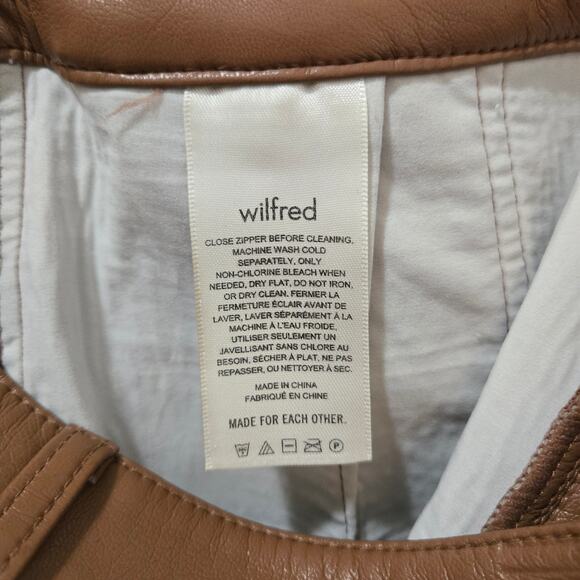 wilfred
CLOSE ZIPPER BEFORE CLEANING.
MACHINE WASH COLD
SEPARATELY, ONLY
NON-CHLORINE BLEACH WHEN
NEEDED, DRY FLAT, DO NOT IRON,
OR DRY CLEAN. FERMER LA
FERMETURE ÉCLAIR AVANT DE
LAVER, LAVER SÉPARÉMENT À LA
MACHINE À L'EAU FROIDE,
UTILISER SEULEMENT UN
JAVELLISANT SANS CHLORE AU
BESOIN, SÉCHER À PLAT, NE PAS
REPASSER, OU NETTOYER À SEC.
MADE IN CHINA
FABRIQUÉ EN CHINE
MADE FOR EACH OTHER.
P